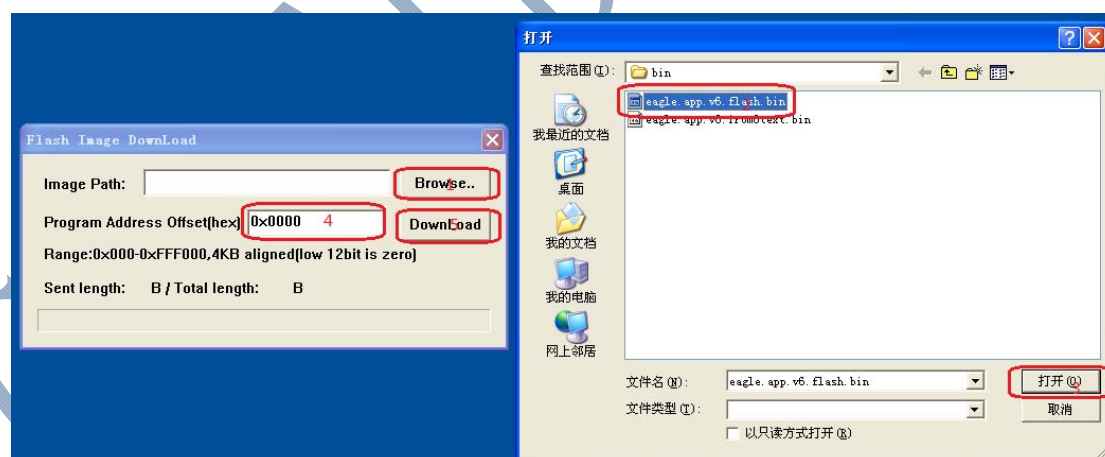 Flash Image DownLoad
Image Path:
Browse..
1
Program Address Offset(hex)
0x0000
4
DownLoad
5
Range:0x000-0xFFF000,4KB aligned(low 12bit is zero)
Sent length: B / Total length: B
打开
查找范围(I):
bin
eagle.app.v6.flash.bin
2
eagle.app.v6.irom0text.bin
我最近的文档
桌面
我的文档
我的电脑
网上邻居
文件名(N):
eagle.app.v6.flash.bin
打开(O)
3
文件类型(T):
取消
以只读方式打开(R)